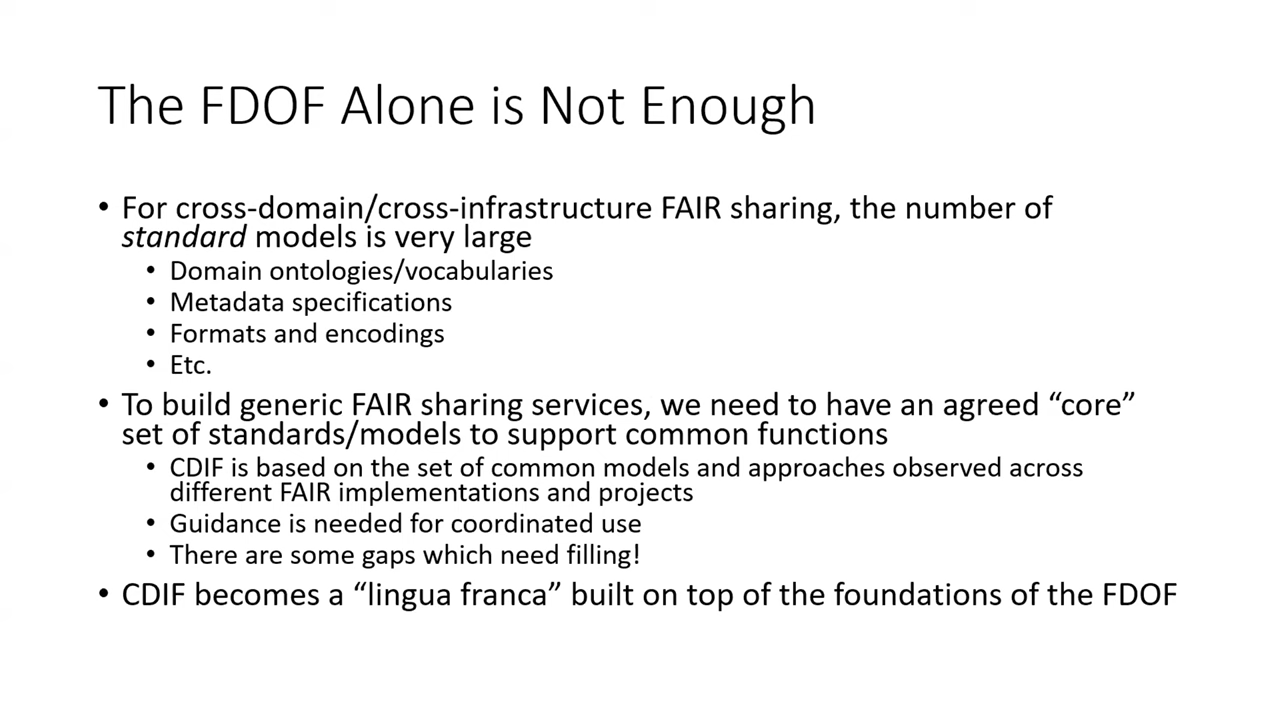 The FDOF Alone is Not Enough
• For cross-domain/cross-infrastructure FAIR sharing, the number of
standard models is very large
• Domain ontologies/vocabularies
• Metadata specifications
• Formats and encodings
• Etc.
• To build generic FAIR sharing services, we need to have an agreed “core”
set of standards/models to support common functions
• CDIF is based on the set of common models and approaches observed across
different FAIR implementations and projects
• Guidance is needed for coordinated use
• There are some gaps which need filling!
• CDIF becomes a “lingua franca” built on top of the foundations of the FDOF